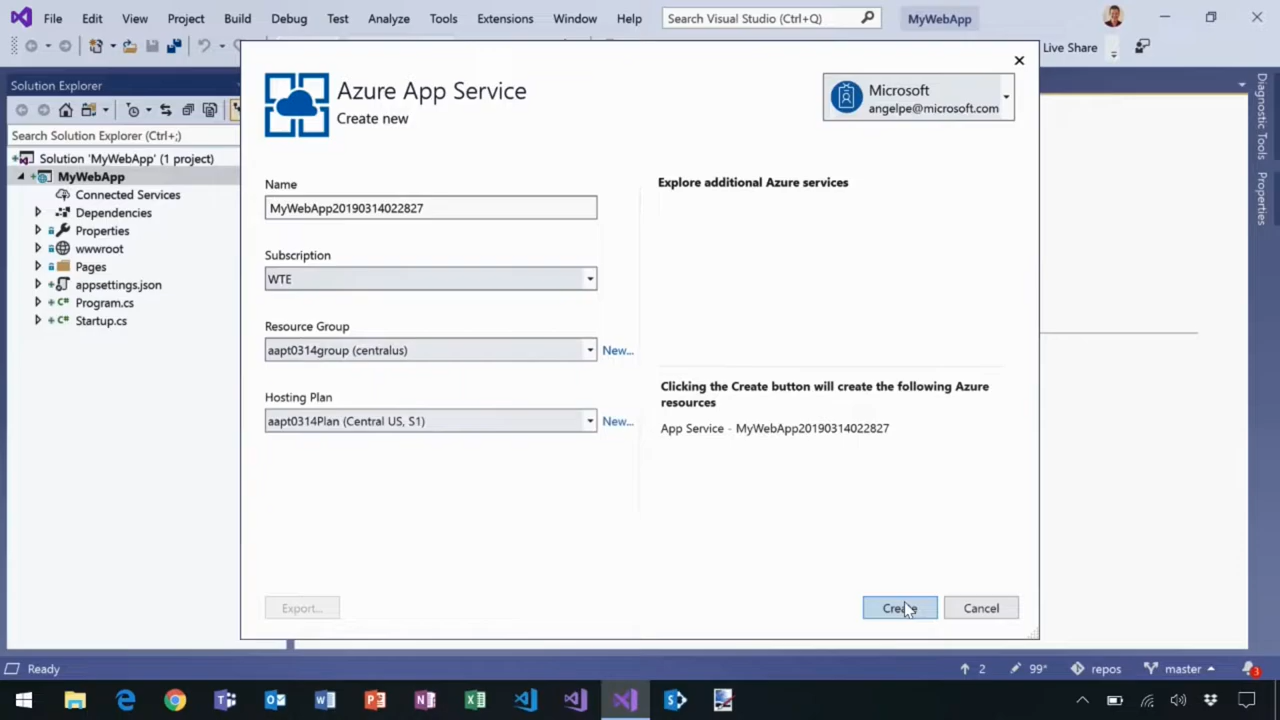 File Edit View Project Build Debug Test Analyze Tools Extensions Window Help Search Visual Studio (Ctrl+Q) MyWebApp
Live Share
Solution Explorer
Search Solution Explorer (Ctrl+;)
Solution 'MyWebApp' (1 project)
MyWebApp
Connected Services
Dependencies
Properties
wwwroot
Pages
appsettings.json
C# Program.cs
C# Startup.cs
Azure App Service
Create new
Microsoft
angelpe@microsoft.com
Name
MyWebApp20190314022827
Subscription
WTE
Resource Group
aapt0314group (centralus) New...
Hosting Plan
aapt0314Plan (Central US, S1) New...
Explore additional Azure services
Clicking the Create button will create the following Azure
resources
App Service - MyWebApp20190314022827
Export... Create Cancel
Diagnostic Tools
Properties
Ready 2 99* repos master 3